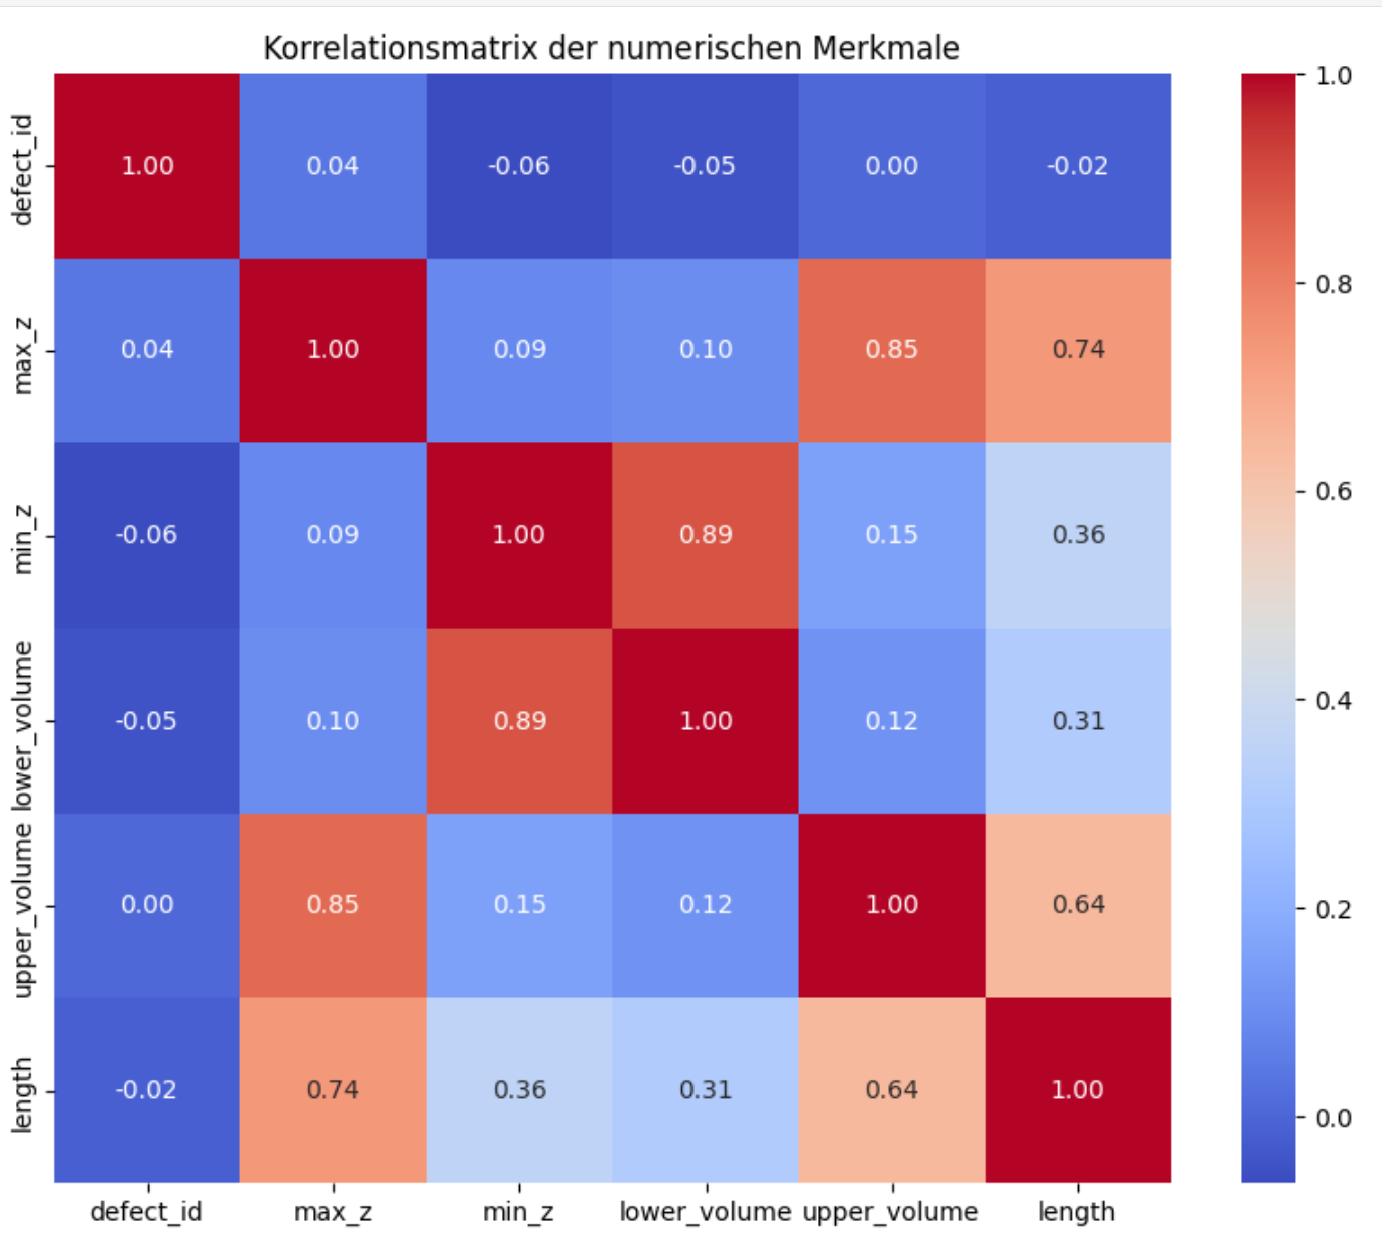 Korrelationsmatrix der numerischen Merkmale
defect_id 1.00 0.04 -0.06 -0.05 0.00 -0.02
max_z 0.04 1.00 0.09 0.10 0.85 0.74
min_z -0.06 0.09 1.00 0.89 0.15 0.36
lower_volume -0.05 0.10 0.89 1.00 0.12 0.31
upper_volume 0.00 0.85 0.15 0.12 1.00 0.64
length -0.02 0.74 0.36 0.31 0.64 1.00
defect_id max_z min_z lower_volume upper_volume length
1.0
0.8
0.6
0.4
0.2
0.0